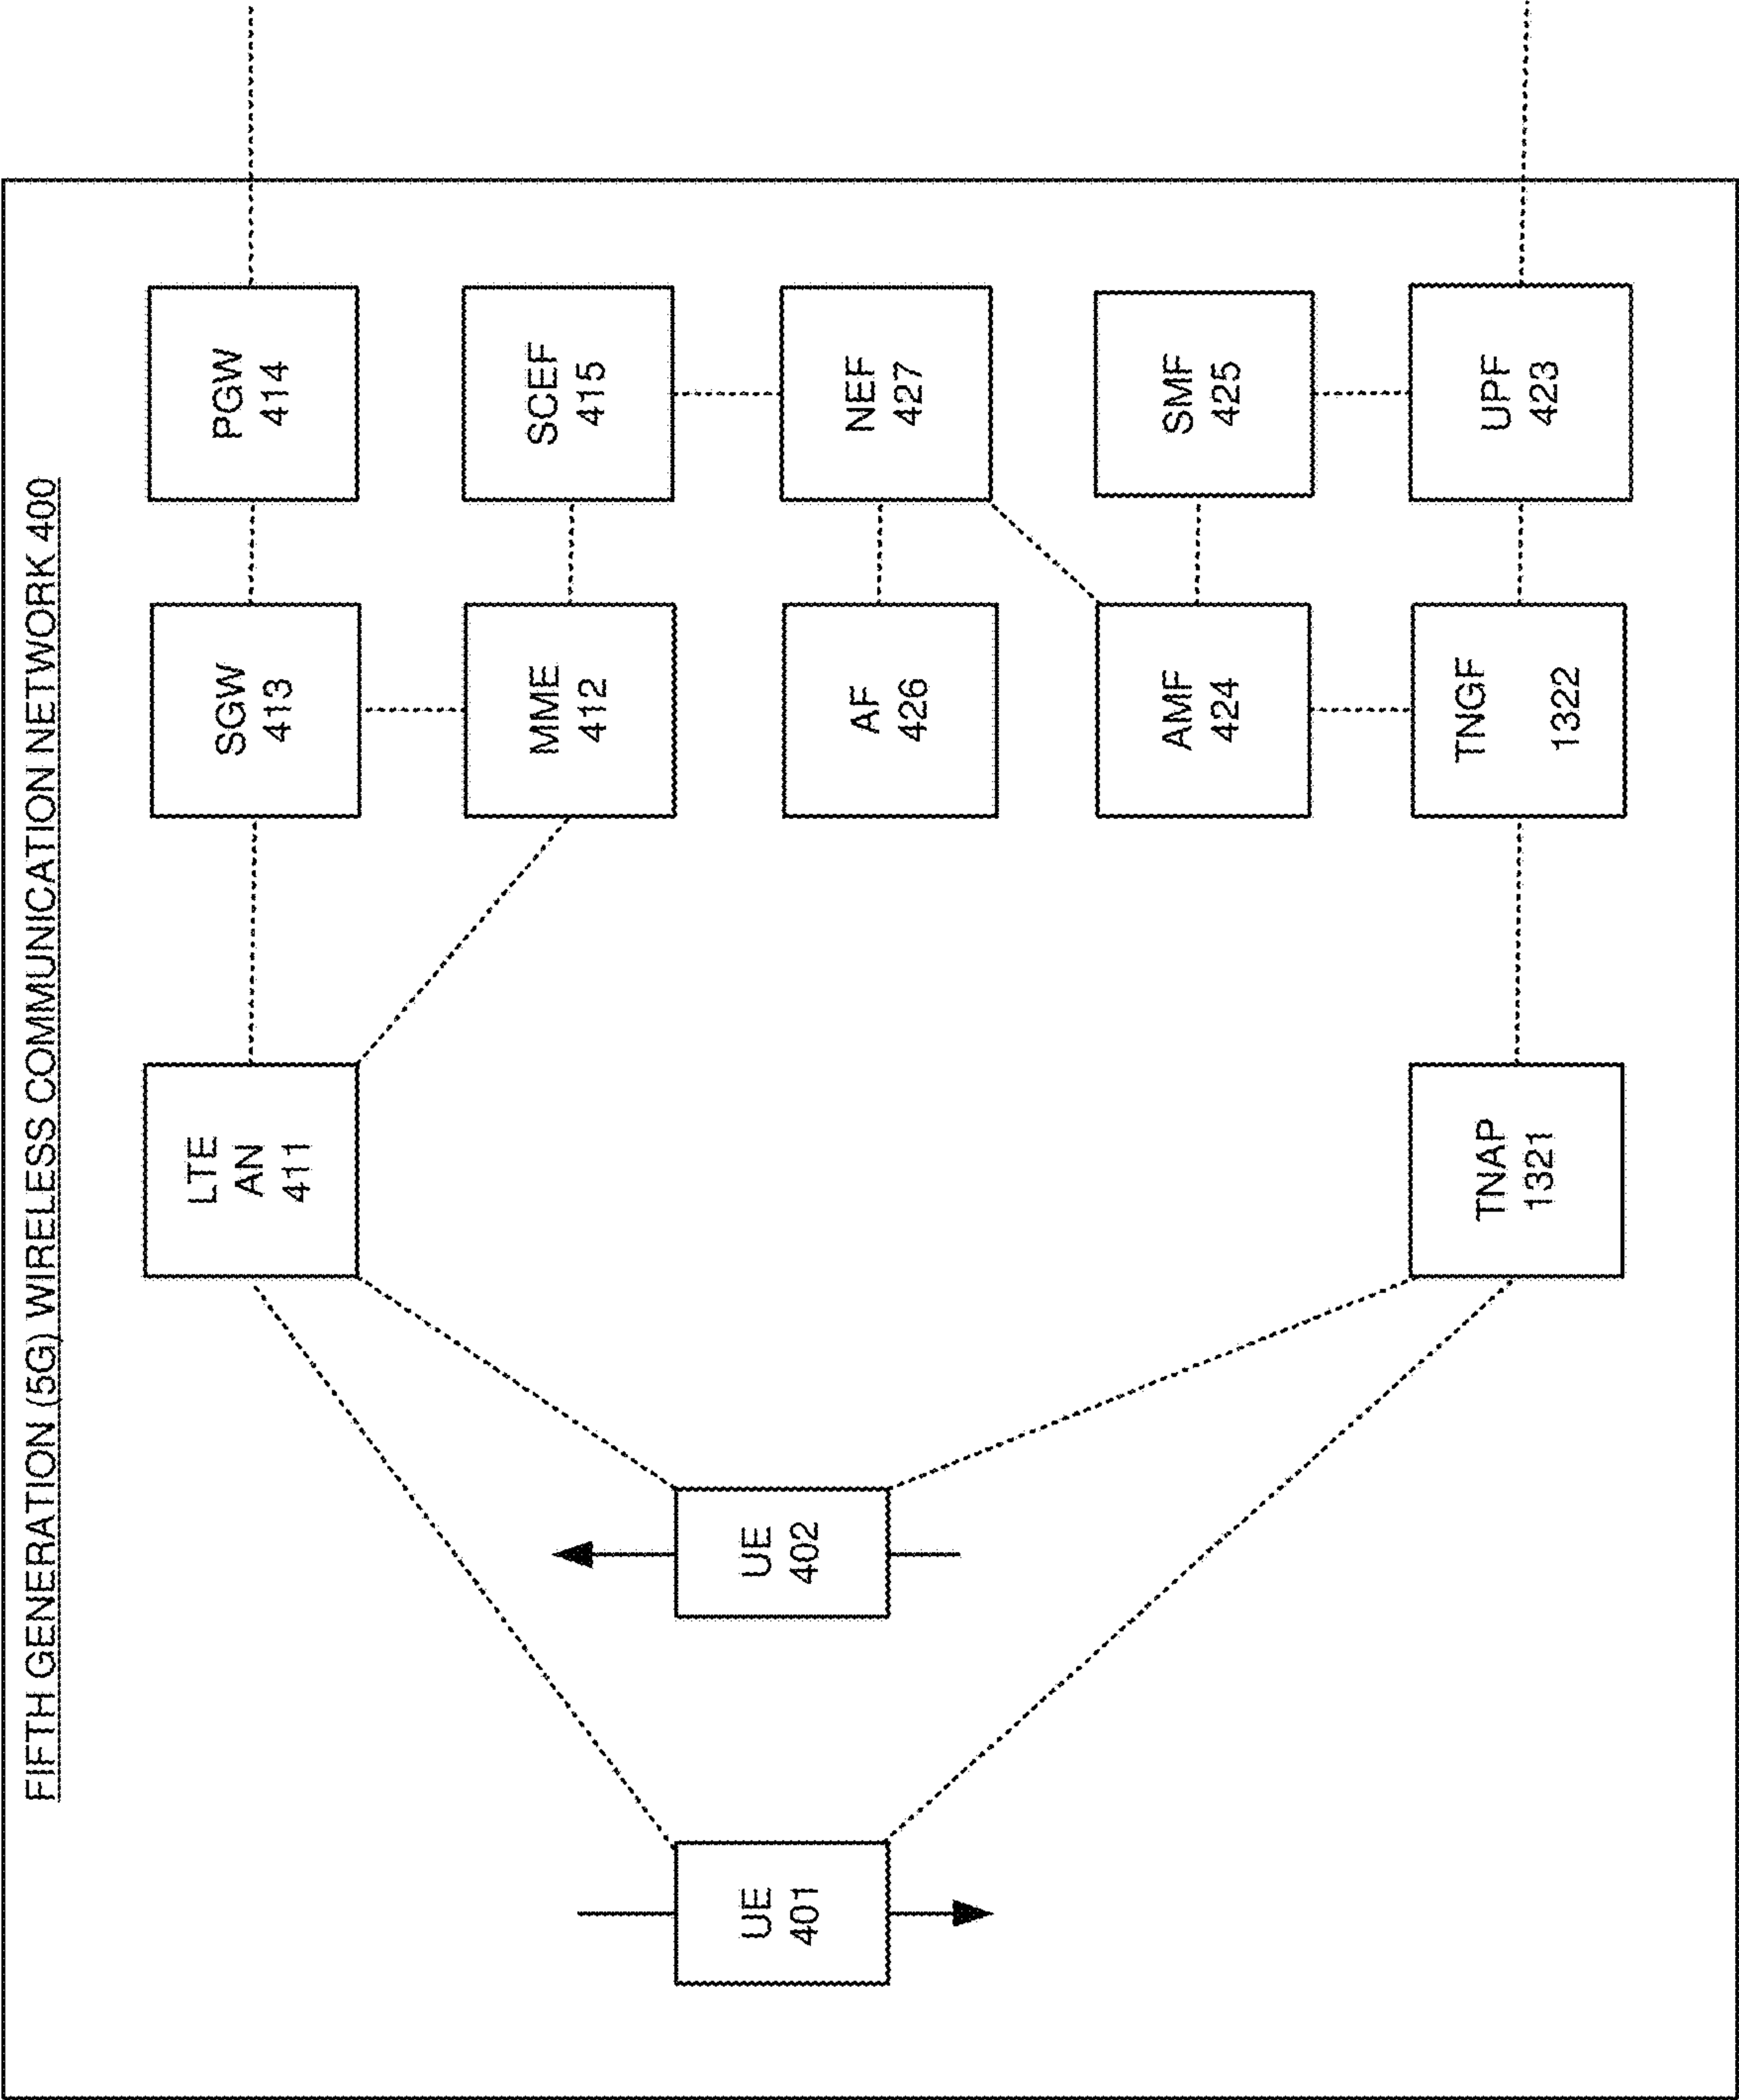 FIFTH GENERATION (5G) WIRELESS COMMUNICATION NETWORK 400
UE
401
UE
402
LTE
AN
411
SGW
413
PGW
414
MME
412
SCEF
415
AF
426
NEF
427
AMF
424
SMF
425
TNAP
1321
TNGF
1322
UPF
423